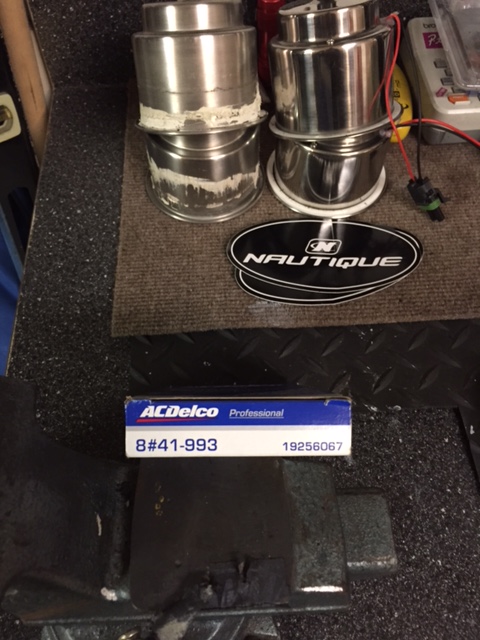 NAUTIQUE
ACDelco Professional
8#41-993 19256067